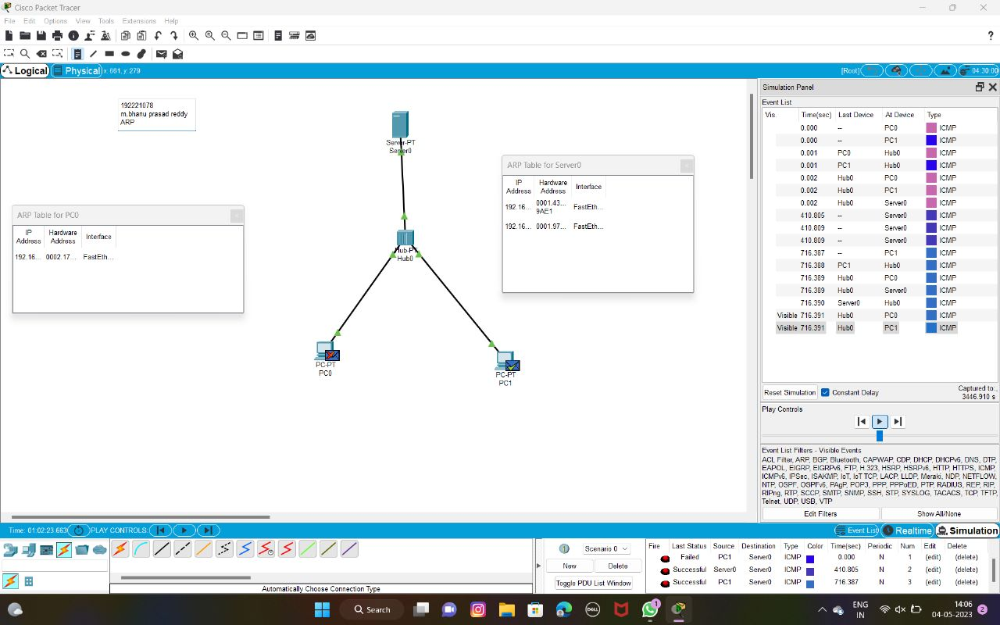 Cisco Packet Tracer
File Edit Options View Tools Extensions Help
Logical Physical x: 661, y: 279 [Root] 04:30:00
192221078
m.bhanu prasad reddy
ARP
Server-PT
Server0
Hub-PT
Hub0
PC-PT
PC0
PC-PT
PC1
ARP Table for PC0
IP Address Hardware Address Interface
192.16... 0002.17... FastEth...
ARP Table for Server0
IP Address Hardware Address Interface
192.16... 0001.43... 9AE1 FastEth...
192.16... 0001.97... FastEth...
Simulation Panel
Event List
Vis. Time(sec) Last Device At Device Type
0.000 -- PC0 ICMP
0.000 -- PC1 ICMP
0.001 PC0 Hub0 ICMP
0.001 PC1 Hub0 ICMP
0.002 Hub0 PC0 ICMP
0.002 Hub0 PC1 ICMP
0.002 Hub0 Server0 ICMP
410.805 -- Server0 ICMP
410.809 -- Server0 ICMP
410.809 -- Server0 ICMP
716.387 -- PC1 ICMP
716.388 PC1 Hub0 ICMP
716.389 Hub0 PC0 ICMP
716.389 Hub0 Server0 ICMP
716.390 Server0 Hub0 ICMP
Visible 716.391 Hub0 PC0 ICMP
Visible 716.391 Hub0 PC1 ICMP
Reset Simulation Constant Delay Captured to:
3446.910 s
Play Controls
Event List Filters - Visible Events
ACL Filter, ARP, BGP, Bluetooth, CAPWAP, CDP, DHCP, DHCPv6, DNS, DTP,
EAPOL, EIGRP, EIGRPv6, FTP, H.323, HSRP, HSRPv6, HTTP, HTTPS, ICMP,
ICMPv6, IPSec, ISAKMP, IoT, IoT TCP, LACP, LLDP, Meraki, NDP, NETFLOW,
NTP, OSPF, OSPFv6, PAgP, POP3, PPP, PPPoED, PTP, RADIUS, REP, RIP,
RIPng, RTP, SCCP, SMTP, SNMP, SSH, STP, SYSLOG, TACACS, TCP, TFTP,
Telnet, UDP, USB, VTP
Edit Filters Show All/None
Time: 01:02:23.663 PLAY CONTROLS: Event List Realtime Simulation
Automatically Choose Connection Type
Scenario 0
New Delete
Toggle PDU List Window
Fire Last Status Source Destination Type Color Time(sec) Periodic Num Edit Delete
Failed PC1 Server0 ICMP 0.000 N 1 (edit) (delete)
Successful Server0 Server0 ICMP 410.805 N 2 (edit) (delete)
Successful PC1 Server0 ICMP 716.387 N 3 (edit) (delete)
Search
DELL
1
ENG
IN
14:06
04-05-2023
2